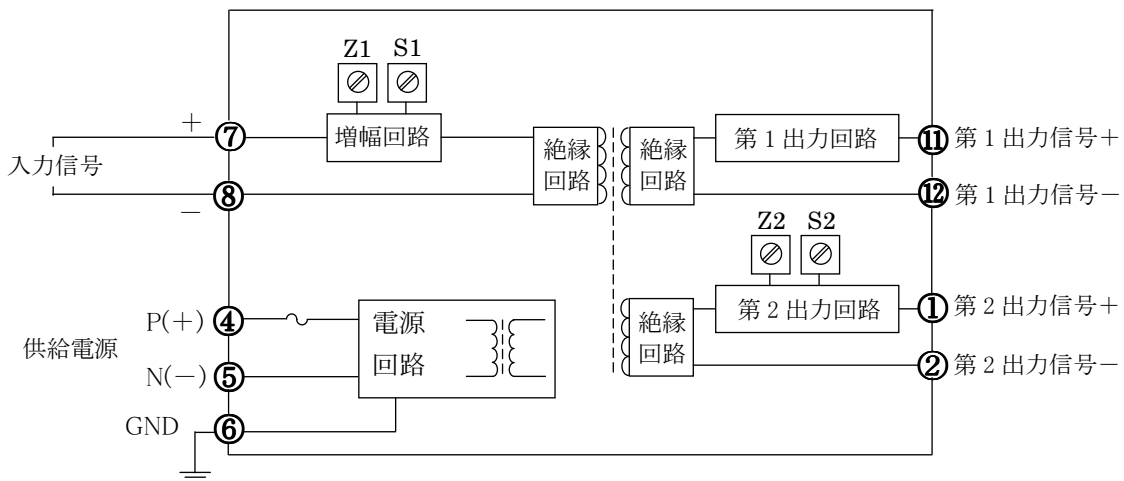 Z1 S1
増幅回路
入力信号
+
⑦
⑧
−
絶縁
回路
絶縁
回路
第1出力回路
⑪ 第1出力信号+
⑫ 第1出力信号−
Z2 S2
第2出力回路
絶縁
回路
① 第2出力信号+
② 第2出力信号−
供給電源
P(+) ④
N(−) ⑤
GND ⑥
電源
回路